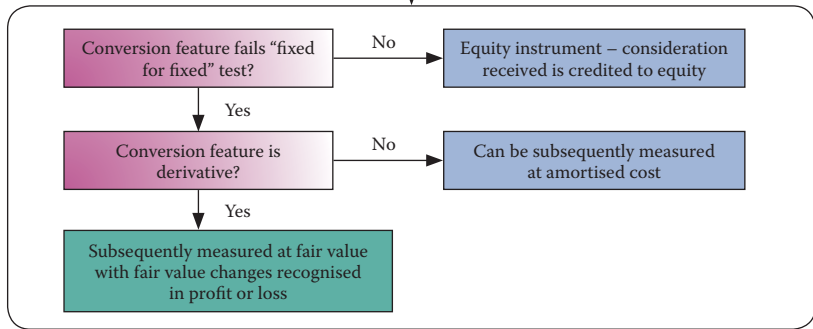 Conversion feature fails “fixed
for fixed” test?
No
Equity instrument – consideration
received is credited to equity
Yes
Conversion feature is
derivative?
No
Can be subsequently measured
at amortised cost
Yes
Subsequently measured at fair value
with fair value changes recognised
in profit or loss